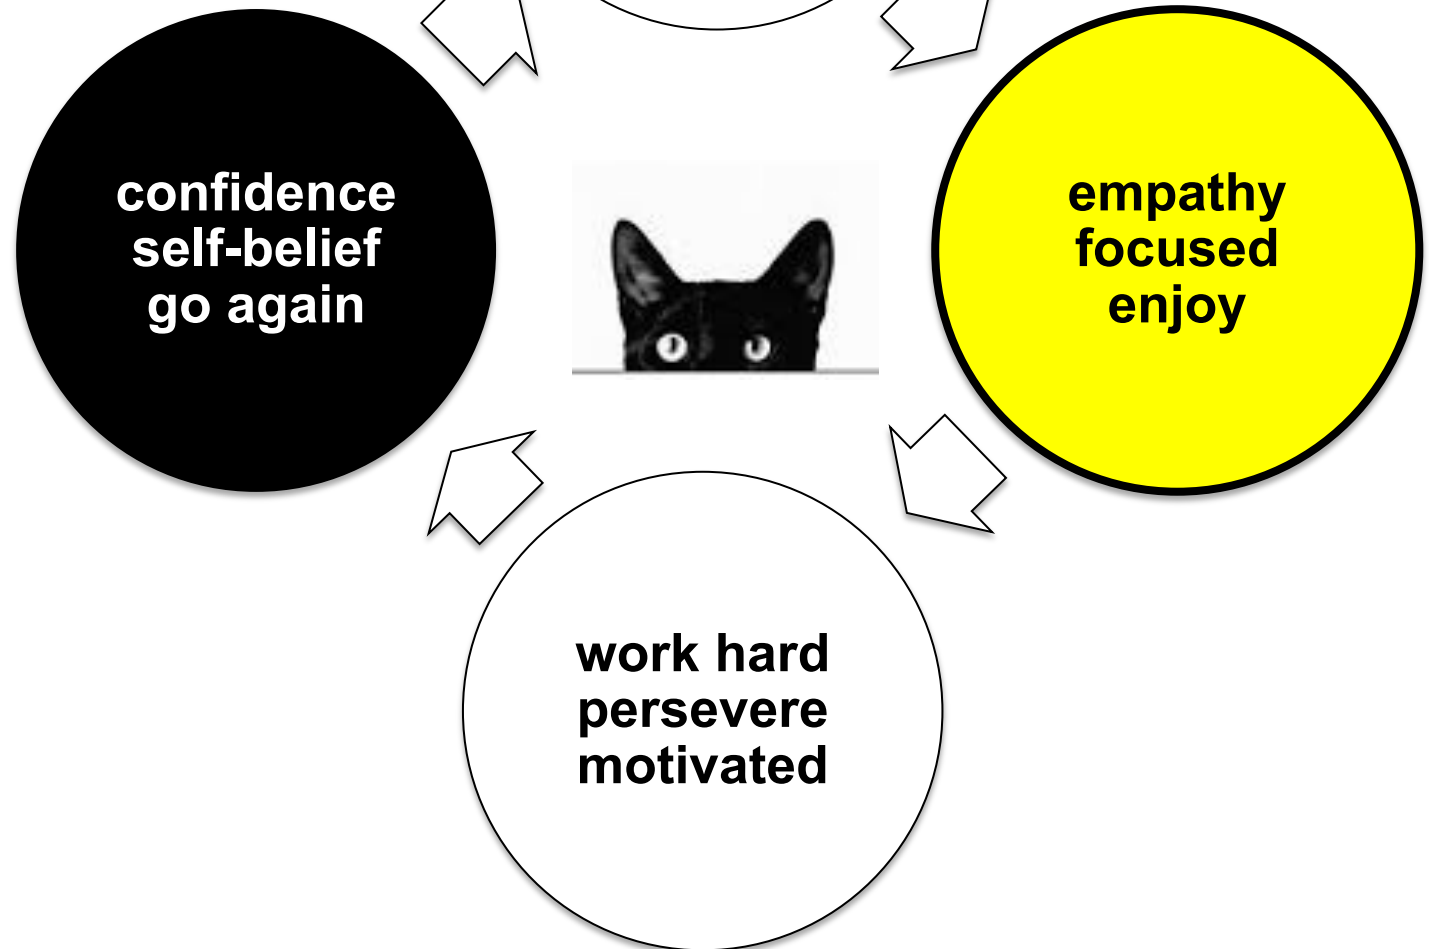 confidence
self-belief
go again
empathy
focused
enjoy
work hard
persevere
motivated